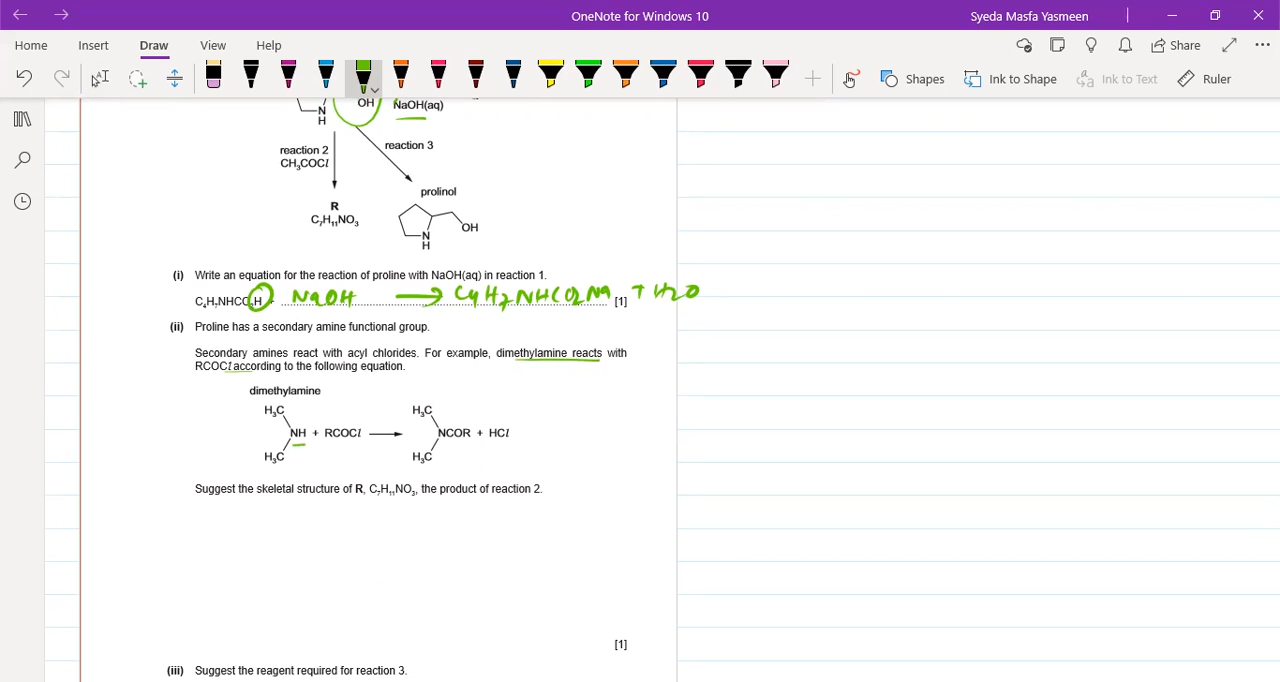 OneNote for Windows 10
Syeda Masfa Yasmeen
Home Insert Draw View Help
Share
Shapes Ink to Shape Ink to Text Ruler
OH
NaOH(aq)
N
H
reaction 2
CH₃COCl
reaction 3
R
C₇H₁₁NO₃
prolinol
OH
N
H
(i) Write an equation for the reaction of proline with NaOH(aq) in reaction 1.
C₄H₇NHCO₂H + NaOH → C₄H₇NHCO₂Na + H₂O [1]
(ii) Proline has a secondary amine functional group.
Secondary amines react with acyl chlorides. For example, dimethylamine reacts with
RCOCl according to the following equation.
dimethylamine
H₃C H₃C
NH + RCOCl → NCOR + HCl
H₃C H₃C
Suggest the skeletal structure of R, C₇H₁₁NO₃, the product of reaction 2.
[1]
(iii) Suggest the reagent required for reaction 3.